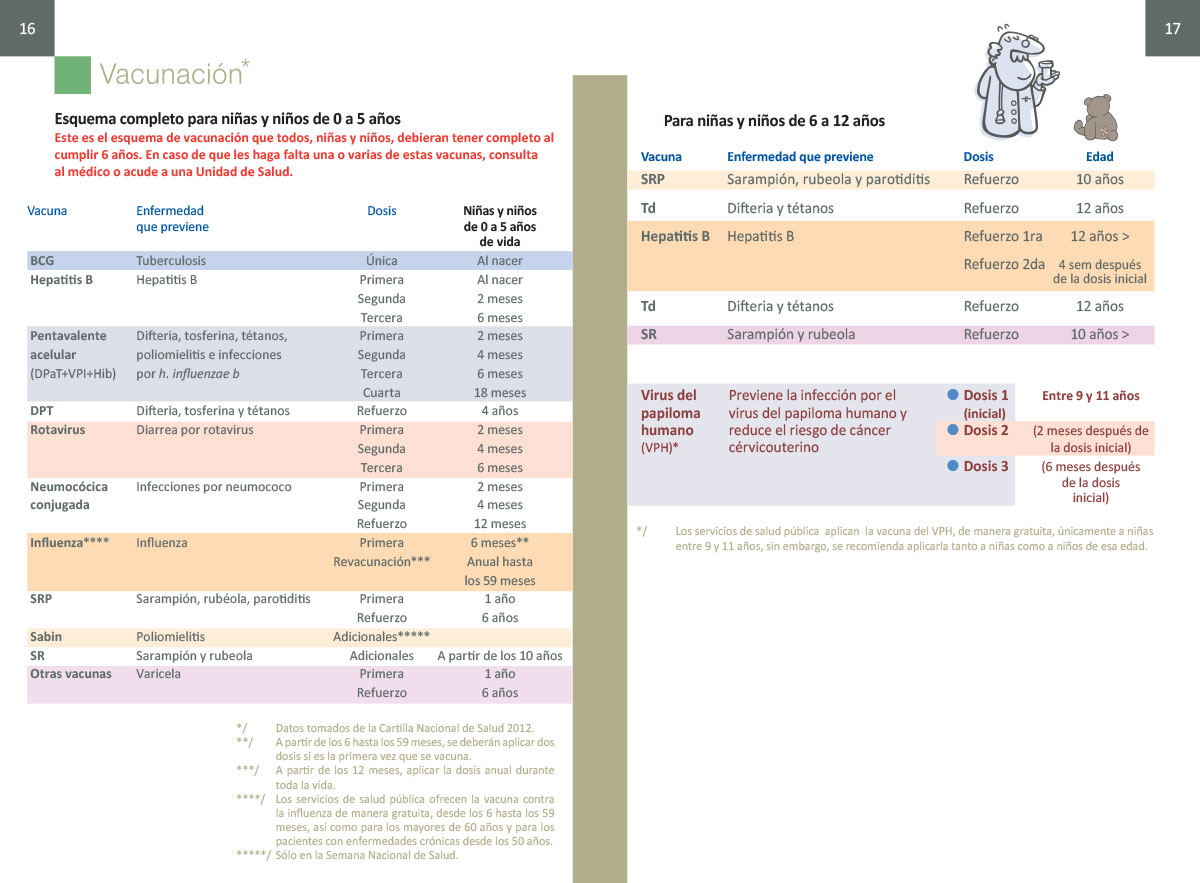 16
Vacunación*
Esquema completo para niñas y niños de 0 a 5 años
Este es el esquema de vacunación que todos, niñas y niños, debieran tener completo al
cumplir 6 años. En caso de que les haga falta una o varias de estas vacunas, consulta
al médico o acude a una Unidad de Salud.
Vacuna Enfermedad Dosis Niñas y niños
que previene de 0 a 5 años
de vida
BCG Tuberculosis Única Al nacer
Hepatitis B Hepatitis B Primera Al nacer
Segunda 2 meses
Tercera 6 meses
Pentavalente Difteria, tosferina, tétanos, Primera 2 meses
acelular poliomielitis e infecciones Segunda 4 meses
(DPaT+VPI+Hib) por h. influenzae b Tercera 6 meses
Cuarta 18 meses
DPT Difteria, tosferina y tétanos Refuerzo 4 años
Rotavirus Diarrea por rotavirus Primera 2 meses
Segunda 4 meses
Tercera 6 meses
Neumocócica Infecciones por neumococo Primera 2 meses
conjugada Segunda 4 meses
Refuerzo 12 meses
Influenza**** Influenza Primera 6 meses**
Revacunación*** Anual hasta
los 59 meses
SRP Sarampión, rubéola, parotiditis Primera 1 año
Refuerzo 6 años
Sabin Poliomielitis Adicionales*****
SR Sarampión y rubeola Adicionales A partir de los 10 años
Otras vacunas Varicela Primera 1 año
Refuerzo 6 años
*/ Datos tomados de la Cartilla Nacional de Salud 2012.
**/ A partir de los 6 hasta los 59 meses, se deberán aplicar dos
dosis si es la primera vez que se vacuna.
***/ A partir de los 12 meses, aplicar la dosis anual durante
toda la vida.
****/ Los servicios de salud pública ofrecen la vacuna contra
la influenza de manera gratuita, desde los 6 hasta los 59
meses, así como para los mayores de 60 años y para los
pacientes con enfermedades crónicas desde los 50 años.
*****/ Sólo en la Semana Nacional de Salud.
17
Para niñas y niños de 6 a 12 años
Vacuna Enfermedad que previene Dosis Edad
SRP Sarampión, rubeola y parotiditis Refuerzo 10 años
Td Difteria y tétanos Refuerzo 12 años
Hepatitis B Hepatitis B Refuerzo 1ra 12 años >
Refuerzo 2da 4 sem después
de la dosis inicial
Td Difteria y tétanos Refuerzo 12 años
SR Sarampión y rubeola Refuerzo 10 años >
Virus del Previene la infección por el Dosis 1 Entre 9 y 11 años
papiloma virus del papiloma humano y (inicial)
humano reduce el riesgo de cáncer Dosis 2 (2 meses después de
(VPH)* cérvicouterino la dosis inicial)
Dosis 3 (6 meses después
de la dosis
inicial)
*/ Los servicios de salud pública aplican la vacuna del VPH, de manera gratuita, únicamente a niñas
entre 9 y 11 años, sin embargo, se recomienda aplicarla tanto a niñas como a niños de esa edad.